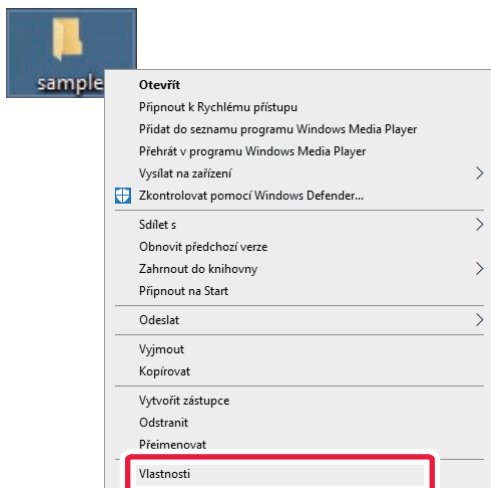 sample
Otevřít
Připnout k Rychlému přístupu
Přidat do seznamu programu Windows Media Player
Přehrát v programu Windows Media Player
Vysílat na zařízení
Zkontrolovat pomocí Windows Defender...
Sdílet s
Obnovit předchozí verze
Zahrnout do knihovny
Připnout na Start
Odeslat
Vyjmout
Kopírovat
Vytvořit zástupce
Odstranit
Přejmenovat
Vlastnosti